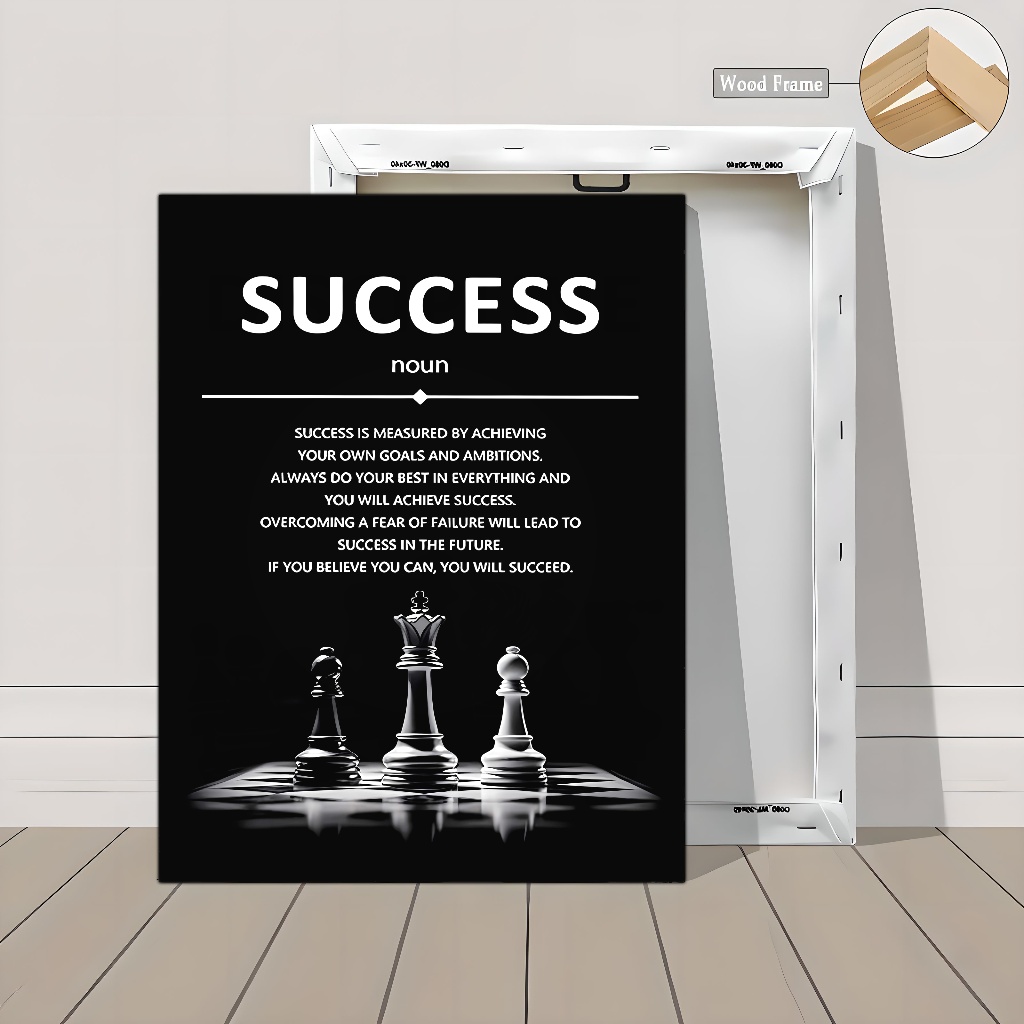 Wood Frame
SUCCESS
noun
SUCCESS IS MEASURED BY ACHIEVING
YOUR OWN GOALS AND AMBITIONS.
ALWAYS DO YOUR BEST IN EVERYTHING AND
YOU WILL ACHIEVE SUCCESS.
OVERCOMING A FEAR OF FAILURE WILL LEAD TO
SUCCESS IN THE FUTURE.
IF YOU BELIEVE YOU CAN, YOU WILL SUCCEED.